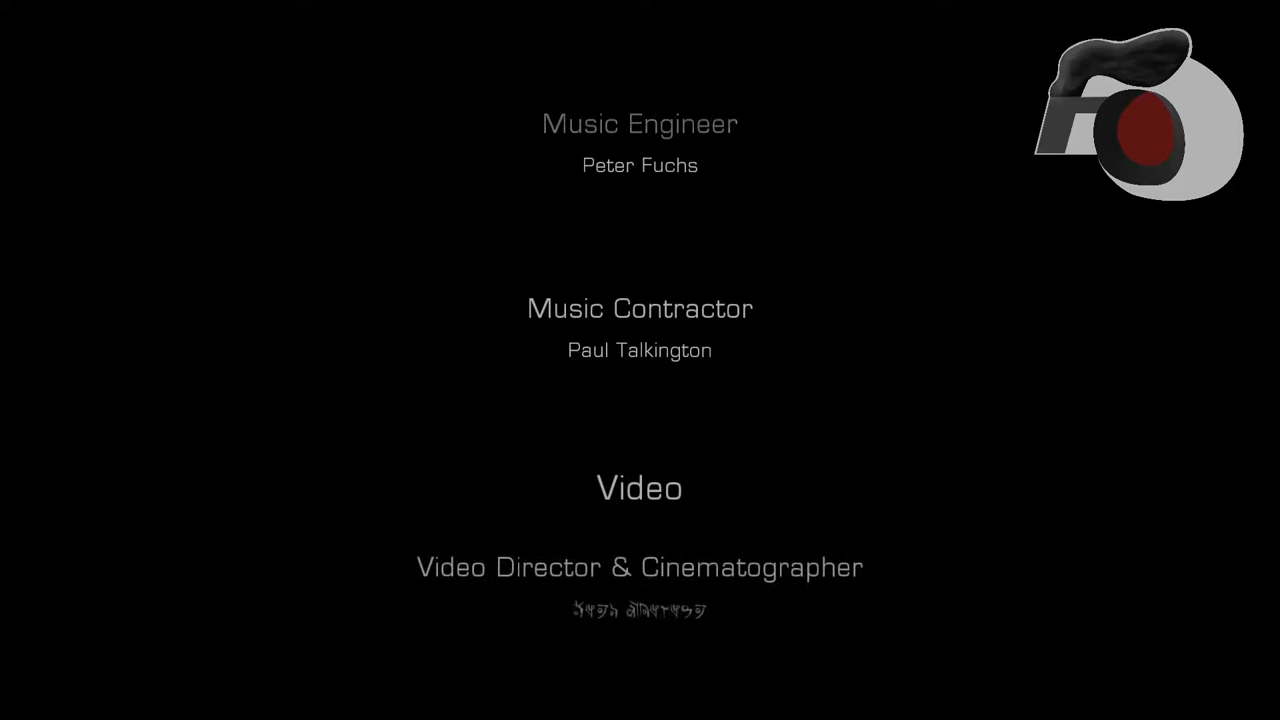 Music Engineer
Peter Fuchs
Music Contractor
Paul Talkington
Video
Video Director & Cinematographer